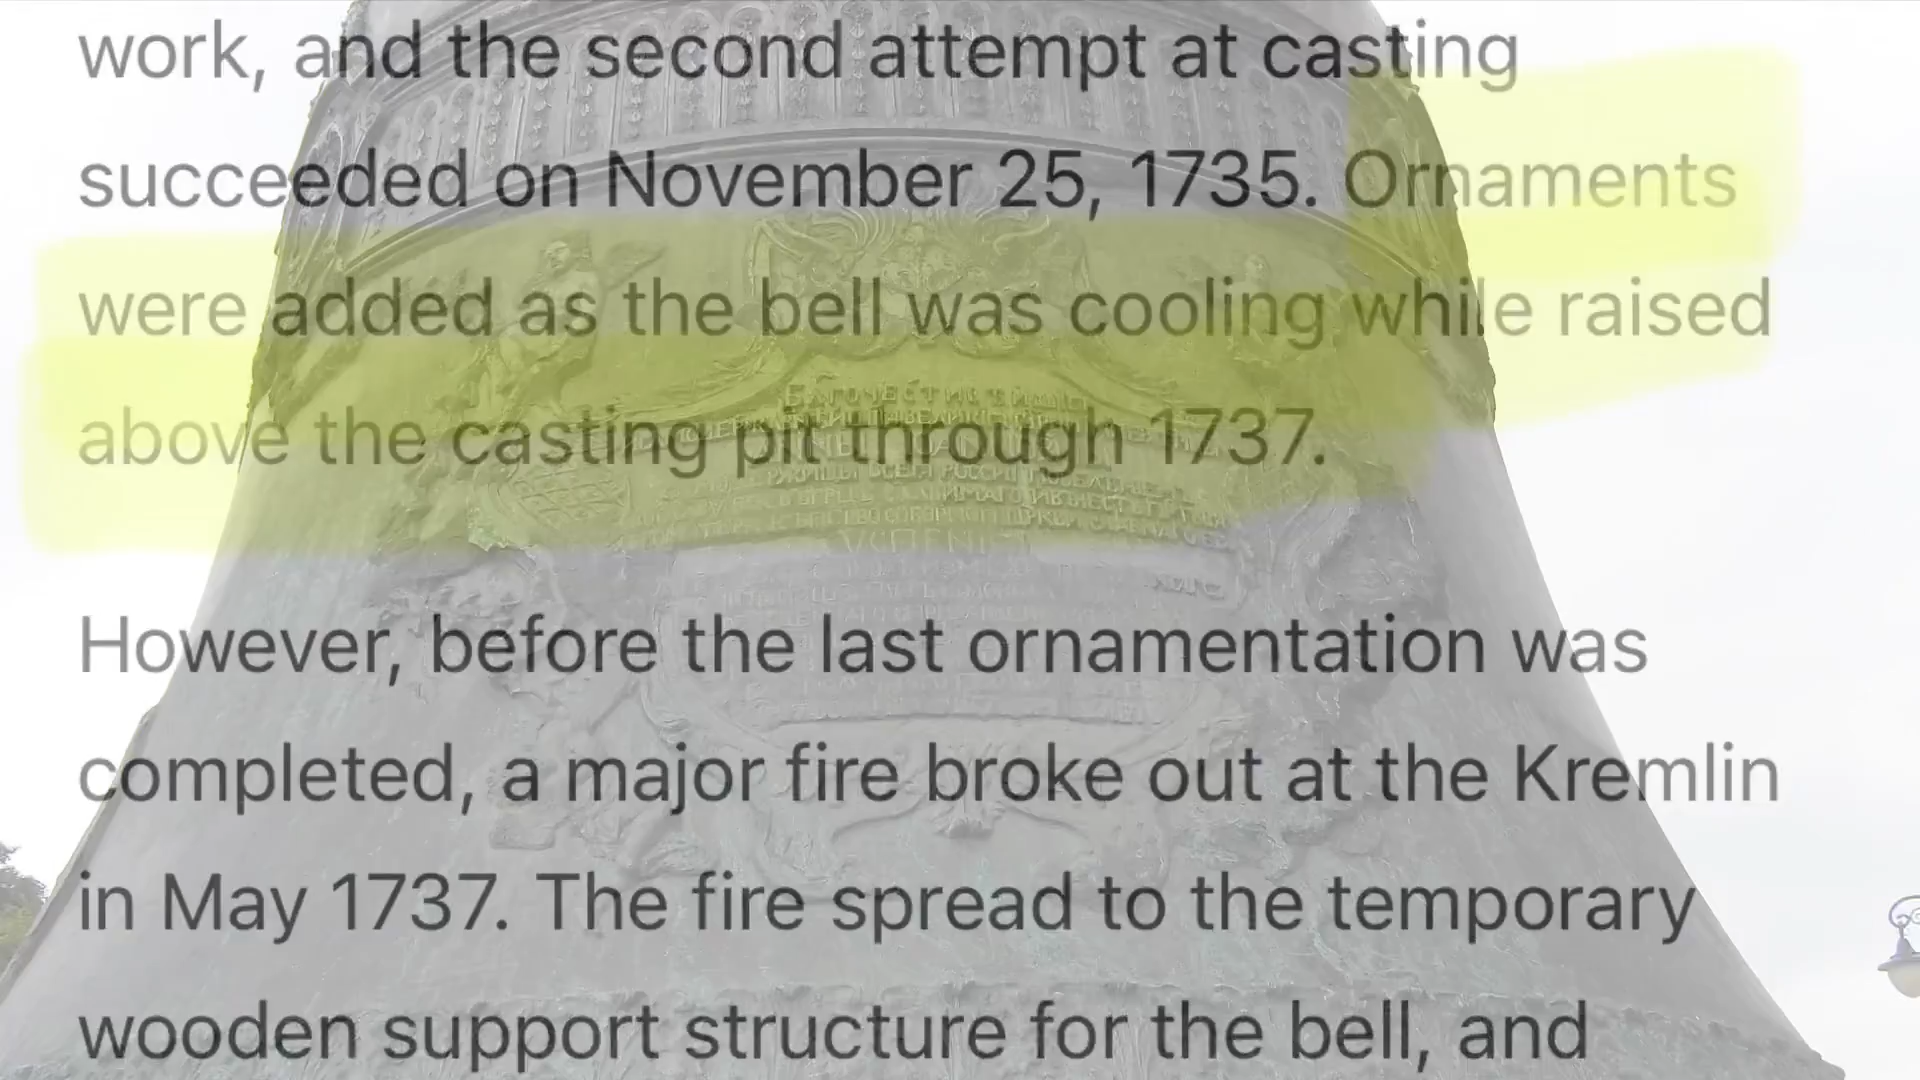 work, and the second attempt at casting
succeeded on November 25, 1735. Ornaments
were added as the bell was cooling while raised
above the casting pit through 1737.
However, before the last ornamentation was
completed, a major fire broke out at the Kremlin
in May 1737. The fire spread to the temporary
wooden support structure for the bell, and